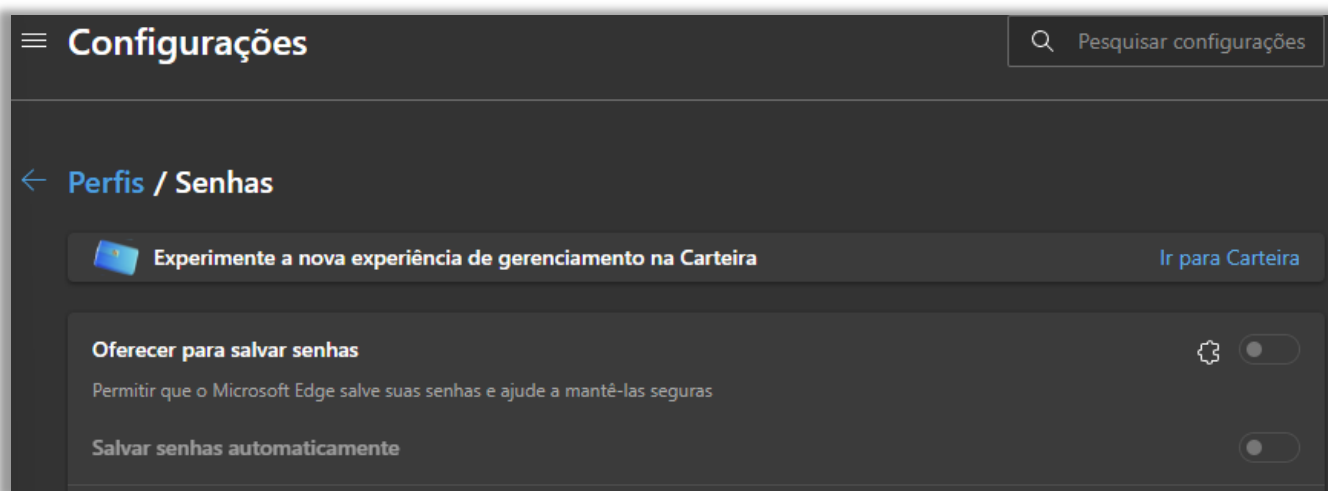 Configurações
Pesquisar configurações
Perfis / Senhas
Experimente a nova experiência de gerenciamento na Carteira
Ir para Carteira
Oferecer para salvar senhas
Permitir que o Microsoft Edge salve suas senhas e ajude a mantê-las seguras
Salvar senhas automaticamente